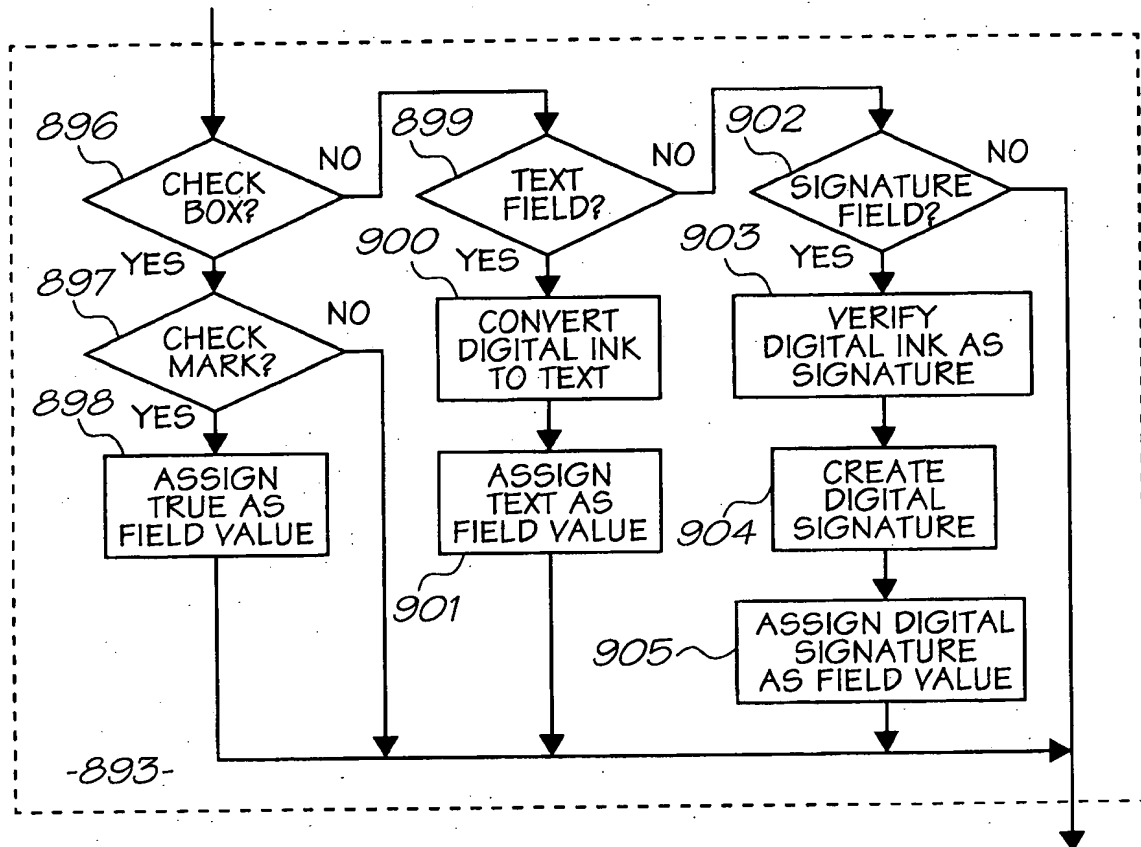 896
CHECK
BOX?
NO
YES
897
CHECK
MARK?
NO
YES
898
ASSIGN
TRUE AS
FIELD VALUE
899
TEXT
FIELD?
NO
YES
900
CONVERT
DIGITAL INK
TO TEXT
ASSIGN
TEXT AS
FIELD VALUE
901
902
SIGNATURE
FIELD?
NO
YES
903
VERIFY
DIGITAL INK AS
SIGNATURE
CREATE
DIGITAL
SIGNATURE
904
ASSIGN DIGITAL
SIGNATURE
AS FIELD VALUE
905
-893-